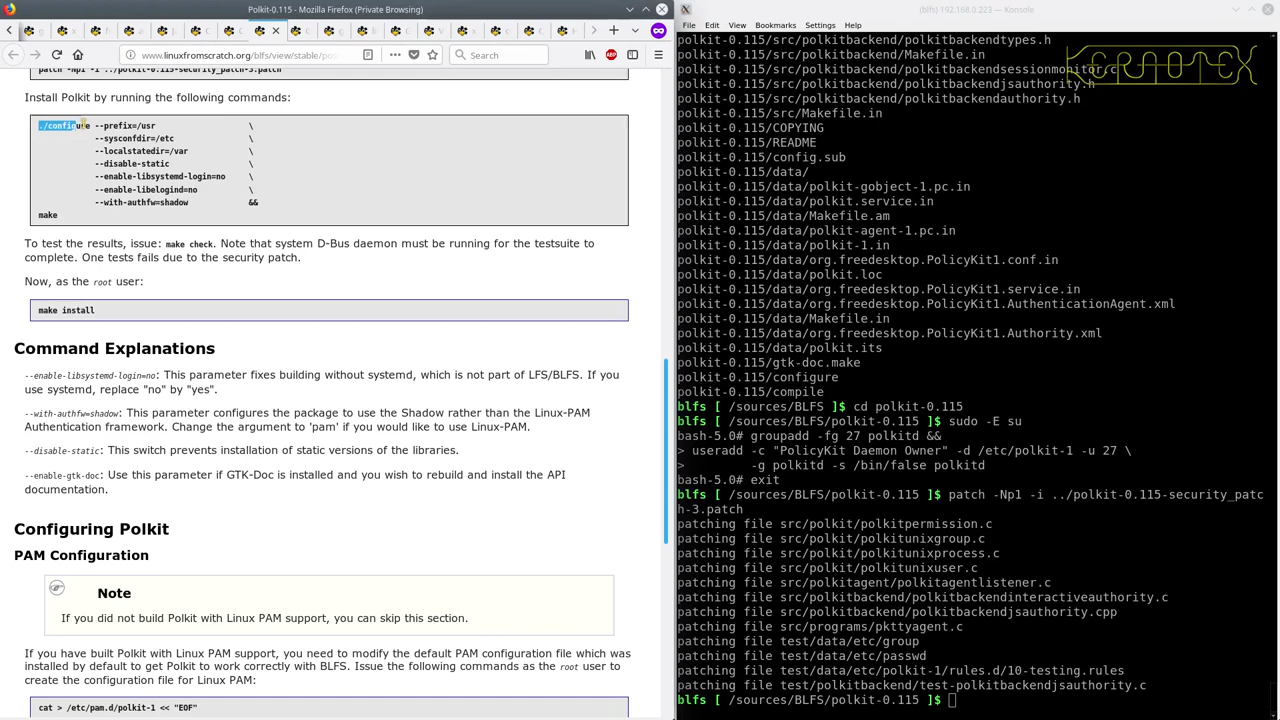 Polkit-0.115 - Mozilla Firefox (Private Browsing)
www.linuxfromscratch.org/blfs/view/stable/pos
Search
patch -Np1 -i ../polkit-0.115-security_patch-3.patch
Install Polkit by running the following commands:
./configure --prefix=/usr \
--sysconfdir=/etc \
--localstatedir=/var \
--disable-static \
--enable-libsystemd-login=no \
--enable-libelogind=no \
--with-authfw=shadow &&
make
To test the results, issue: make check. Note that system D-Bus daemon must be running for the testsuite to
complete. One tests fails due to the security patch.
Now, as the root user:
make install
Command Explanations
--enable-libsystemd-login=no: This parameter fixes building without systemd, which is not part of LFS/BLFS. If you
use systemd, replace "no" by "yes".
--with-authfw=shadow: This parameter configures the package to use the Shadow rather than the Linux-PAM
Authentication framework. Change the argument to 'pam' if you would like to use Linux-PAM.
--disable-static: This switch prevents installation of static versions of the libraries.
--enable-gtk-doc: Use this parameter if GTK-Doc is installed and you wish to rebuild and install the API
documentation.
Configuring Polkit
PAM Configuration
Note
If you did not build Polkit with Linux PAM support, you can skip this section.
If you have built Polkit with Linux PAM support, you need to modify the default PAM configuration file which was
installed by default to get Polkit to work correctly with BLFS. Issue the following commands as the root user to
create the configuration file for Linux PAM:
cat > /etc/pam.d/polkit-1 << "EOF"
(blfs) 192.168.0.223 — Konsole
File Edit View Bookmarks Settings Help
KERNOTEX
polkit-0.115/src/polkitbackend/polkitbackendtypes.h
polkit-0.115/src/polkitbackend/Makefile.in
polkit-0.115/src/polkitbackend/polkitbackendsessionmonitor.c
polkit-0.115/src/polkitbackend/polkitbackendjsauthority.h
polkit-0.115/src/polkitbackend/polkitbackendauthority.h
polkit-0.115/src/Makefile.in
polkit-0.115/COPYING
polkit-0.115/README
polkit-0.115/config.sub
polkit-0.115/data/
polkit-0.115/data/polkit-gobject-1.pc.in
polkit-0.115/data/polkit.service.in
polkit-0.115/data/Makefile.am
polkit-0.115/data/polkit-agent-1.pc.in
polkit-0.115/data/polkit-1.in
polkit-0.115/data/org.freedesktop.PolicyKit1.conf.in
polkit-0.115/data/polkit.loc
polkit-0.115/data/org.freedesktop.PolicyKit1.service.in
polkit-0.115/data/org.freedesktop.PolicyKit1.AuthenticationAgent.xml
polkit-0.115/data/Makefile.in
polkit-0.115/data/org.freedesktop.PolicyKit1.Authority.xml
polkit-0.115/data/polkit.its
polkit-0.115/gtk-doc.make
polkit-0.115/configure
polkit-0.115/compile
blfs [ /sources/BLFS ]$ cd polkit-0.115
blfs [ /sources/BLFS/polkit-0.115 ]$ sudo -E su
bash-5.0# groupadd -fg 27 polkitd &&
> useradd -c "PolicyKit Daemon Owner" -d /etc/polkit-1 -u 27 \
> -g polkitd -s /bin/false polkitd
bash-5.0# exit
blfs [ /sources/BLFS/polkit-0.115 ]$ patch -Np1 -i ../polkit-0.115-security_patc
h-3.patch
patching file src/polkit/polkitpermission.c
patching file src/polkit/polkitunixgroup.c
patching file src/polkit/polkitunixprocess.c
patching file src/polkit/polkitunixuser.c
patching file src/polkitagent/polkitagentlistener.c
patching file src/polkitbackend/polkitbackendinteractiveauthority.c
patching file src/polkitbackend/polkitbackendjsauthority.cpp
patching file src/programs/pkttyagent.c
patching file test/data/etc/group
patching file test/data/etc/passwd
patching file test/data/etc/polkit-1/rules.d/10-testing.rules
patching file test/polkitbackend/test-polkitbackendjsauthority.c
blfs [ /sources/BLFS/polkit-0.115 ]$